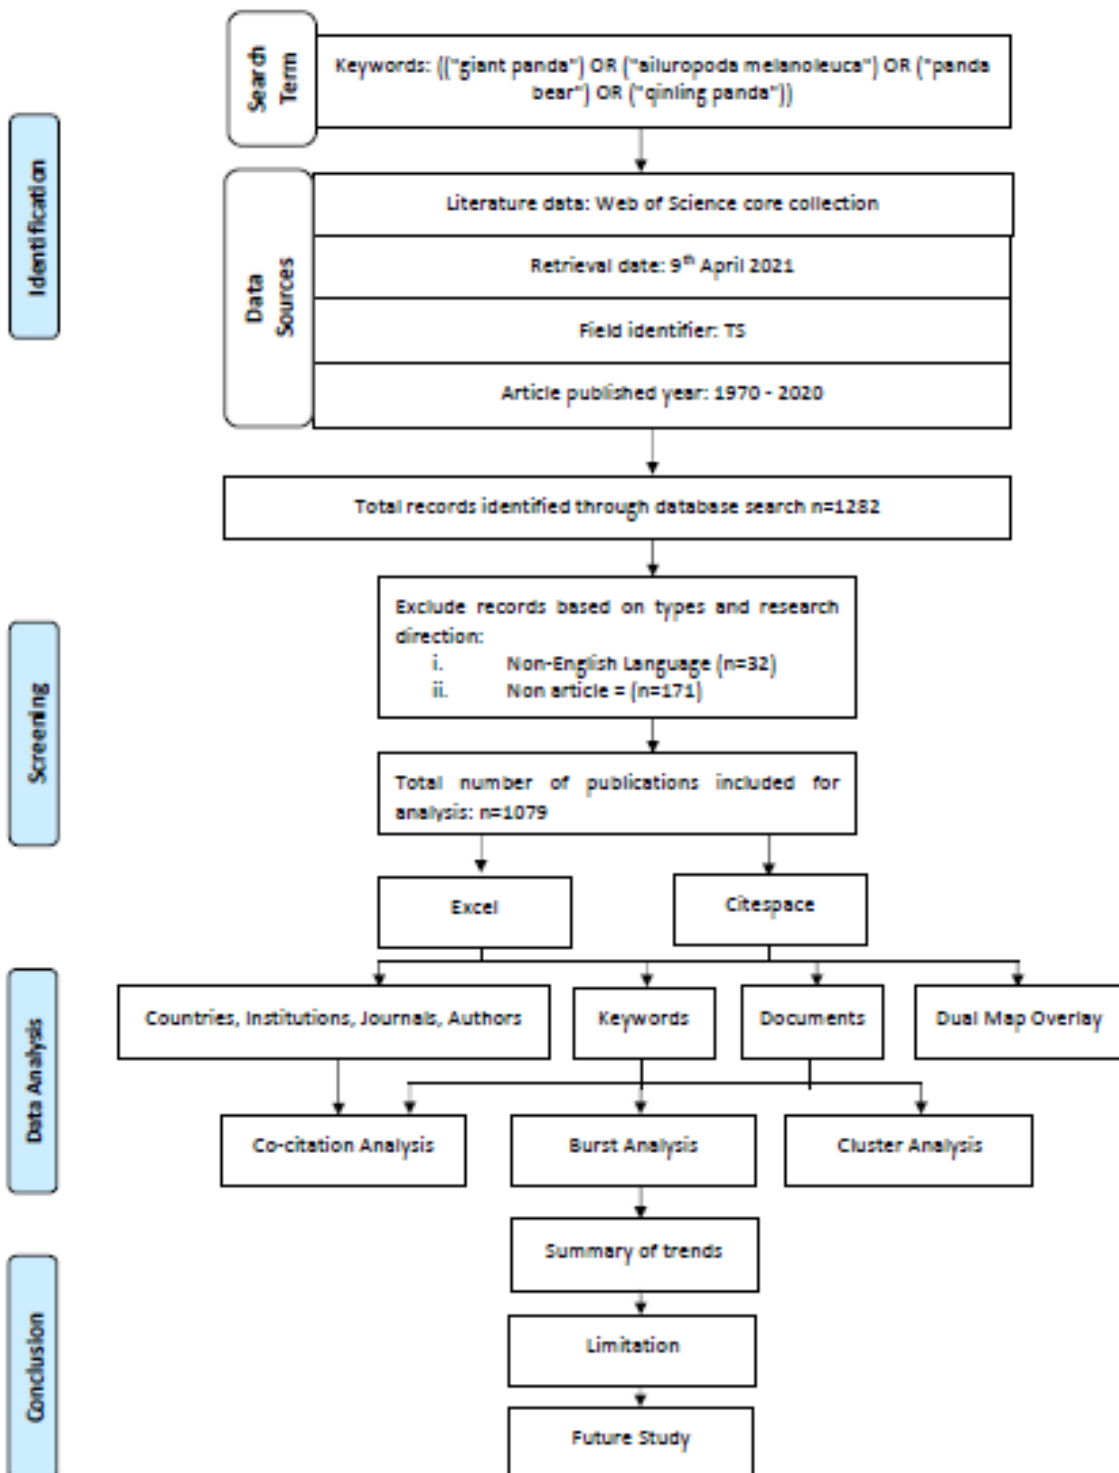 Search
Term
Keywords: (("giant panda") OR ("ailuropoda melanoleuca") OR ("panda
bear") OR ("qinling panda"))
Identification
Data
Sources
Literature data: Web of Science core collection
Retrieval date: 9th April 2021
Field identifier: TS
Article published year: 1970 - 2020
Total records identified through database search n=1282
Screening
Exclude records based on types and research
direction:
i. Non-English Language (n=32)
ii. Non article = (n=171)
Total number of publications included for
analysis: n=1079
Excel
Citespace
Data Analysis
Countries, Institutions, Journals, Authors
Keywords
Documents
Dual Map Overlay
Co-citation Analysis
Burst Analysis
Cluster Analysis
Conclusion
Summary of trends
Limitation
Future Study